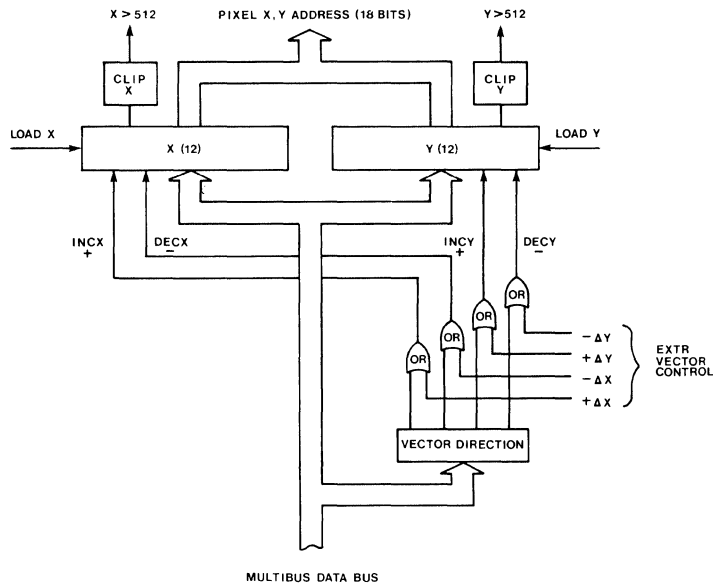 X > 512
PIXEL X, Y ADDRESS (18 BITS)
Y>512
CLIP
X
CLIP
Y
LOAD X
X (12)
Y (12)
LOAD Y
INCX
+
DECX
−
INCY
+
DECY
−
OR
OR
OR
OR
− ΔY
+ ΔY
− ΔX
+ ΔX
EXTR
VECTOR
CONTROL
VECTOR DIRECTION
MULTIBUS DATA BUS